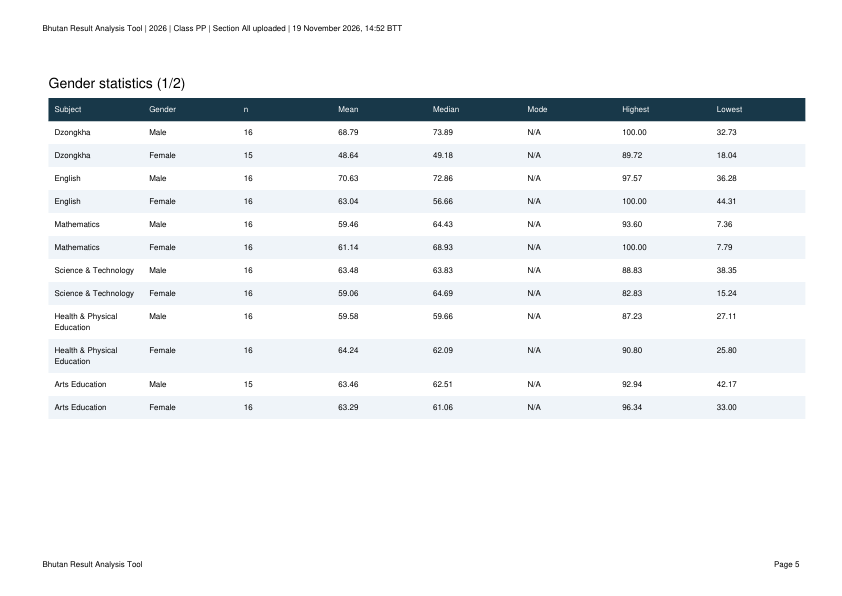 Bhutan Result Analysis Tool | 2026 | Class PP | Section All uploaded | 19 November 2026, 14:52 BTT
Gender statistics (1/2)
Subject Gender n Mean Median Mode Highest Lowest
Dzongkha Male 16 68.79 73.89 N/A 100.00 32.73
Dzongkha Female 15 48.64 49.18 N/A 89.72 18.04
English Male 16 70.63 72.86 N/A 97.57 36.28
English Female 16 63.04 56.66 N/A 100.00 44.31
Mathematics Male 16 59.46 64.43 N/A 93.60 7.36
Mathematics Female 16 61.14 68.93 N/A 100.00 7.79
Science & Technology Male 16 63.48 63.83 N/A 88.83 38.35
Science & Technology Female 16 59.06 64.69 N/A 82.83 15.24
Health & Physical Male 16 59.58 59.66 N/A 87.23 27.11
Education
Health & Physical Female 16 64.24 62.09 N/A 90.80 25.80
Education
Arts Education Male 15 63.46 62.51 N/A 92.94 42.17
Arts Education Female 16 63.29 61.06 N/A 96.34 33.00
Bhutan Result Analysis Tool Page 5